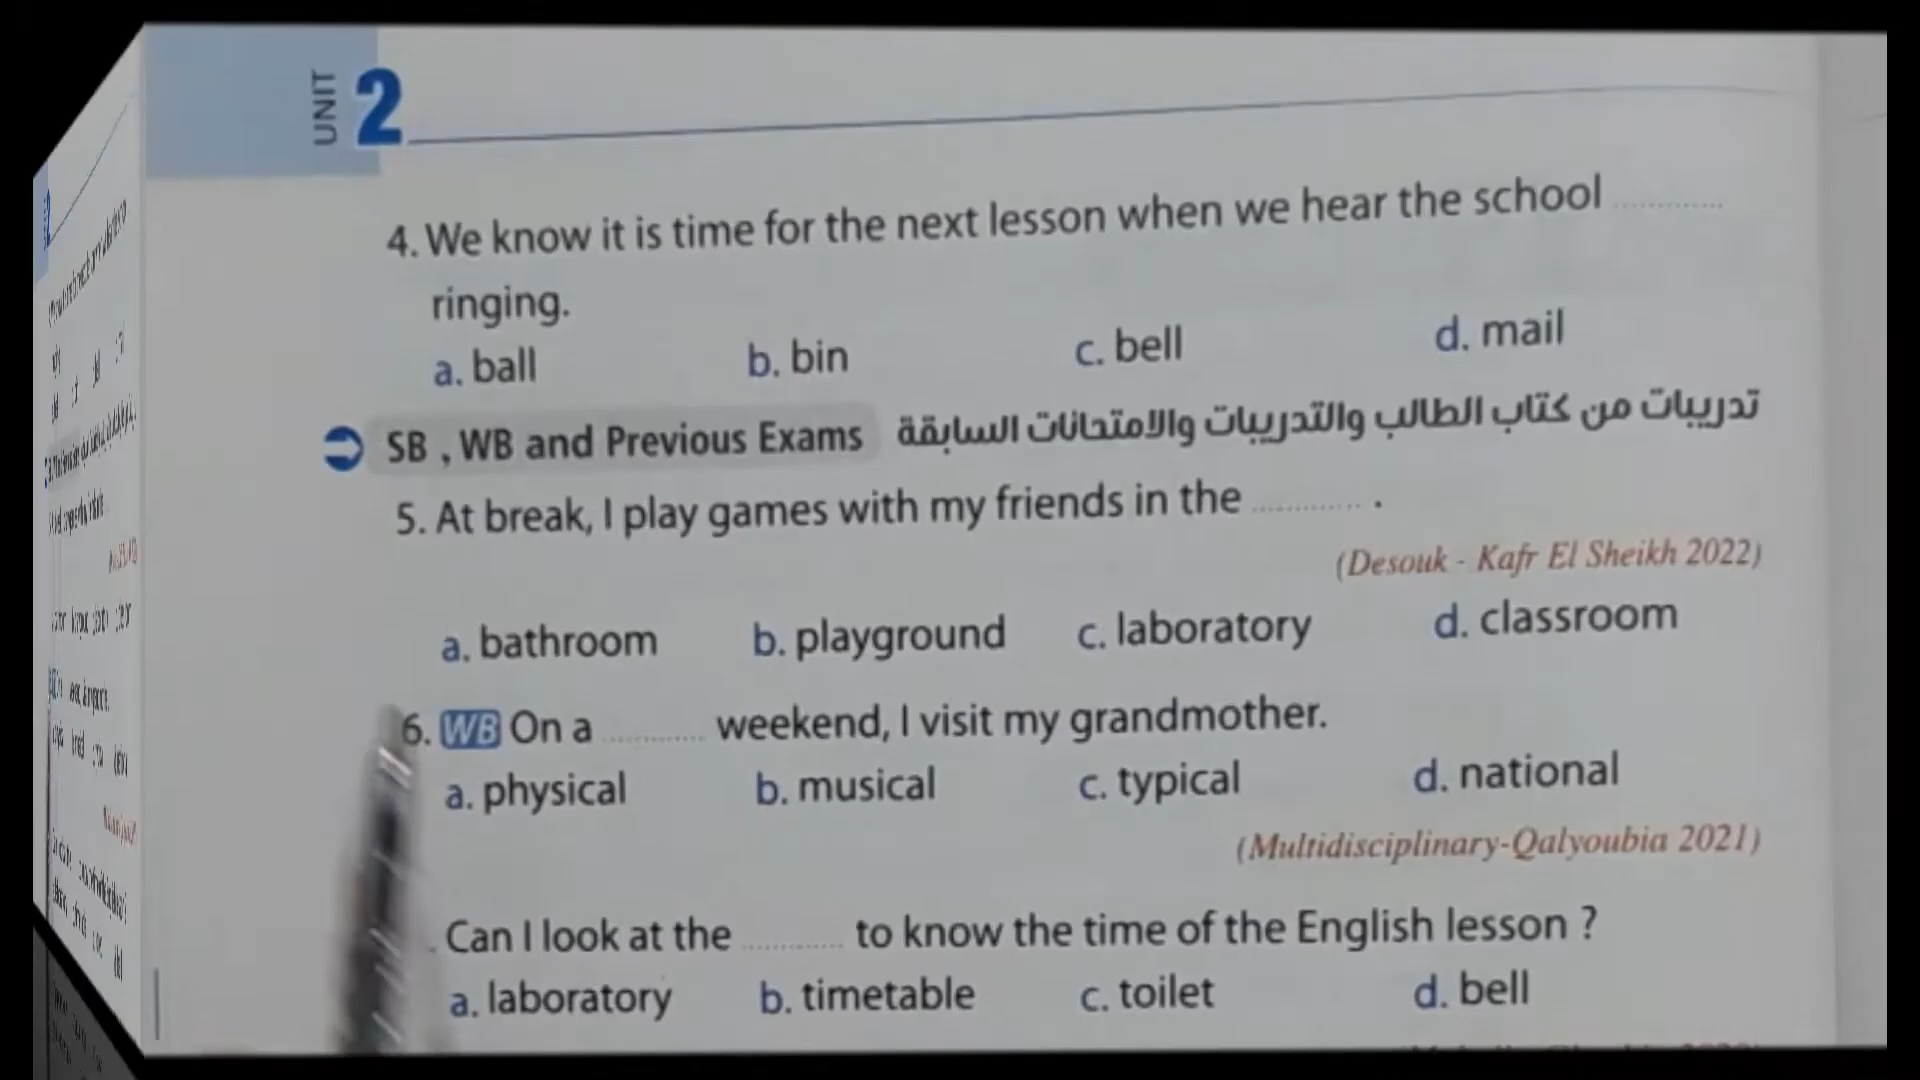 UNIT 2
4. We know it is time for the next lesson when we hear the school ............
ringing.
a. ball b. bin c. bell d. mail
SB , WB and Previous Exams تدريبات من كتاب الطالب والتدريبات والامتحانات السابقة
5. At break, I play games with my friends in the ............ .
(Desouk - Kafr El Sheikh 2022)
a. bathroom b. playground c. laboratory d. classroom
6. WB On a ............ weekend, I visit my grandmother.
a. physical b. musical c. typical d. national
(Multidisciplinary-Qalyoubia 2021)
. Can I look at the ............ to know the time of the English lesson ?
a. laboratory b. timetable c. toilet d. bell